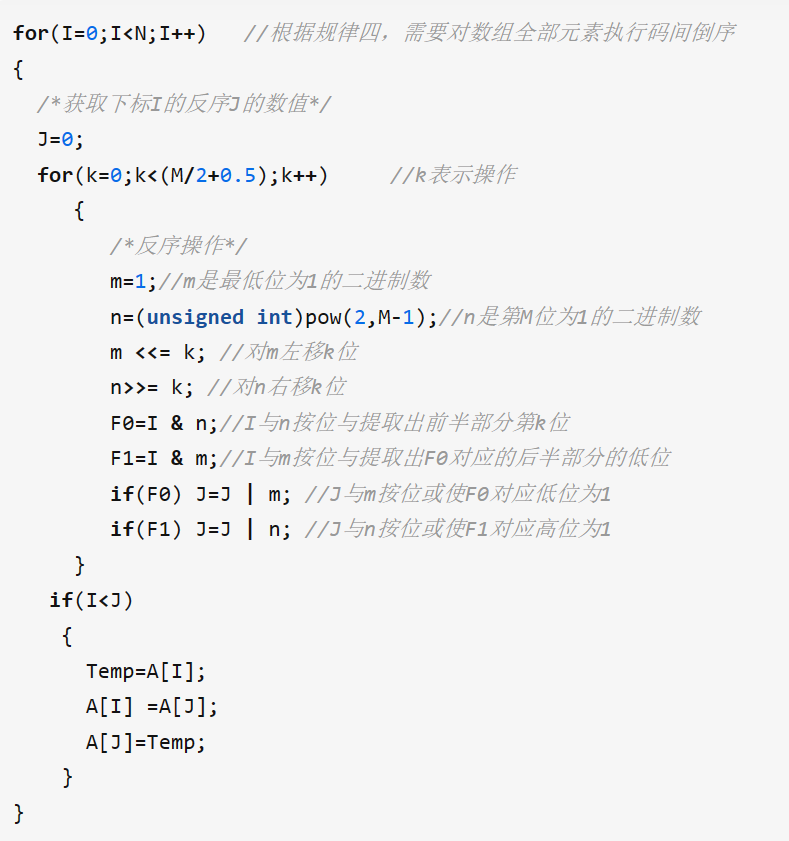 for(I=0;I<N;I++)   //根据规律四，需要对数组全部元素执行码间倒序
{
  /*获取下标I的反序J的数值*/
  J=0;
  for(k=0;k<(M/2+0.5);k++)     //k表示操作
     {
        /*反序操作*/
        m=1;//m是最低位为1的二进制数
        n=(unsigned int)pow(2,M-1);//n是第M位为1的二进制数
        m <<= k; //对m左移k位
        n>>= k; //对n右移k位
        F0=I & n;//I与n按位与提取出前半部分第k位
        F1=I & m;//I与m按位与提取出F0对应的后半部分的低位
        if(F0) J=J | m; //J与m按位或使F0对应低位为1
        if(F1) J=J | n; //J与n按位或使F1对应高位为1
     }
   if(I<J)
    {
      Temp=A[I];
      A[I] =A[J];
      A[J]=Temp;
    }
}